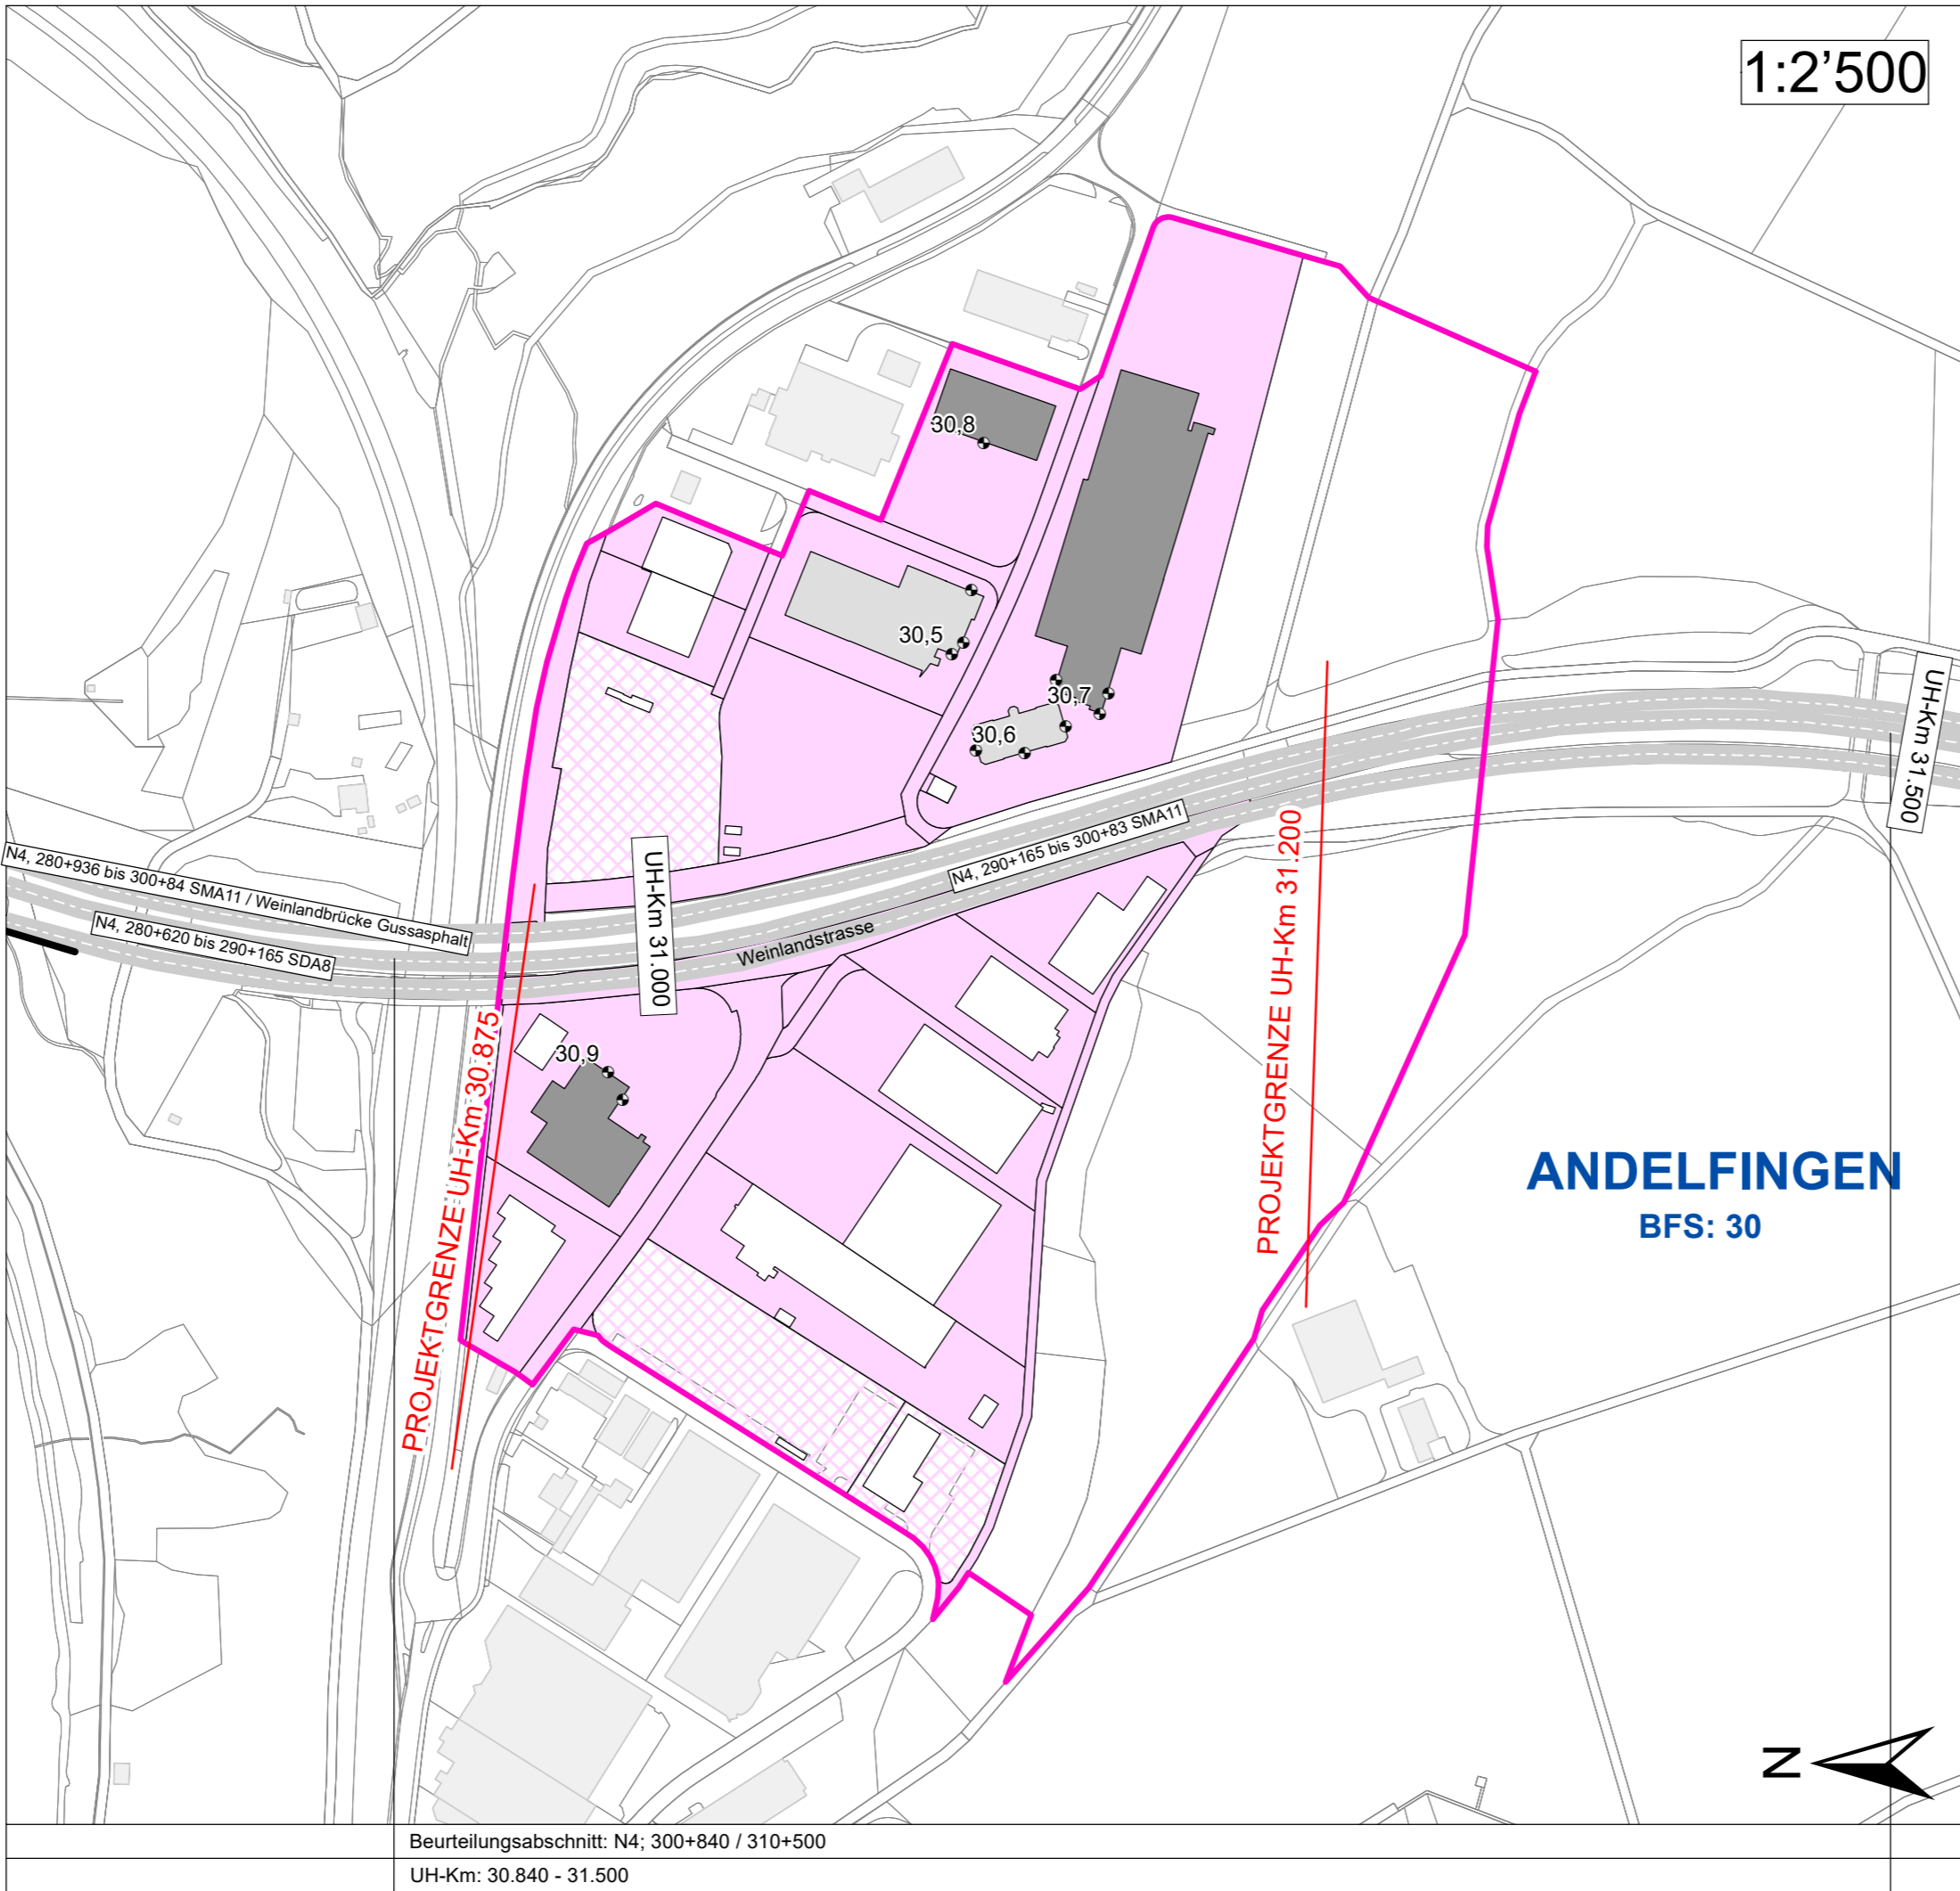 1:2'500
30,8
30,5
30,7
30,6
UH-Km 31.500
N4, 290+165 bis 300+83 SMA11
PROJEKTGRENZE UH-Km 31.200
N4, 280+936 bis 300+84 SMA11 / Weinlandbrücke Gussasphalt
N4, 280+620 bis 290+165 SDA8
UH-Km 31.000
Weinlandstrasse
30,9
PROJEKTGRENZE UH-Km 30.875
ANDELFINGEN
BFS: 30
N
Beurteilungsabschnitt: N4; 300+840 / 310+500
UH-Km: 30.840 - 31.500